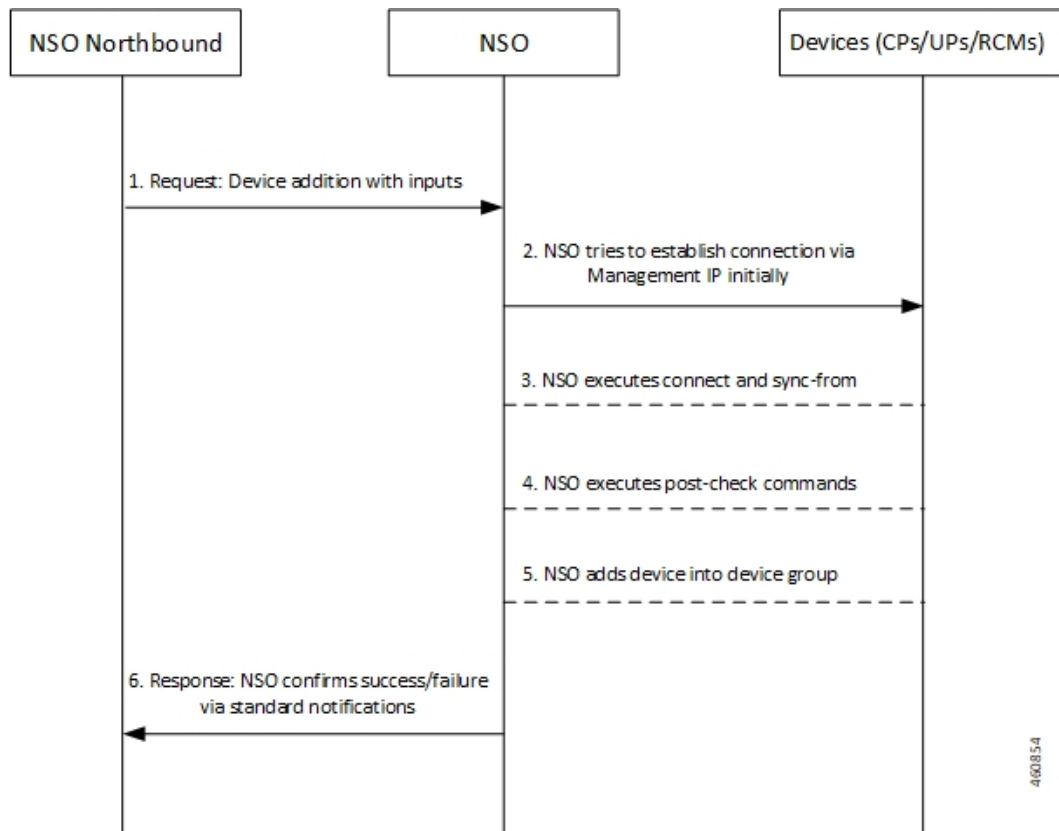 NSO Northbound
NSO
Devices (CPs/UPs/RCMs)
1. Request: Device addition with inputs
2. NSO tries to establish connection via
Management IP initially
3. NSO executes connect and sync-from
4. NSO executes post-check commands
5. NSO adds device into device group
6. Response: NSO confirms success/failure
via standard notifications
460854